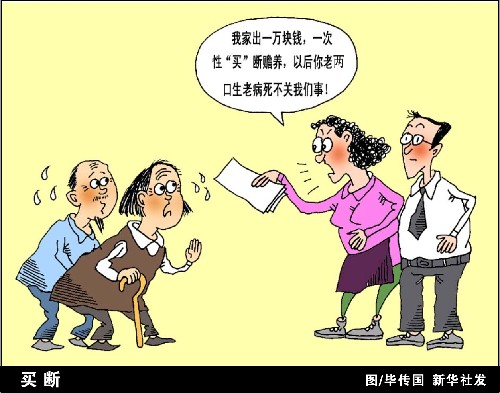 我家出一万块钱，一次
性“买”断赡养，以后你老两
口生老病死不关我们事！
买断
图/毕传国 新华社发